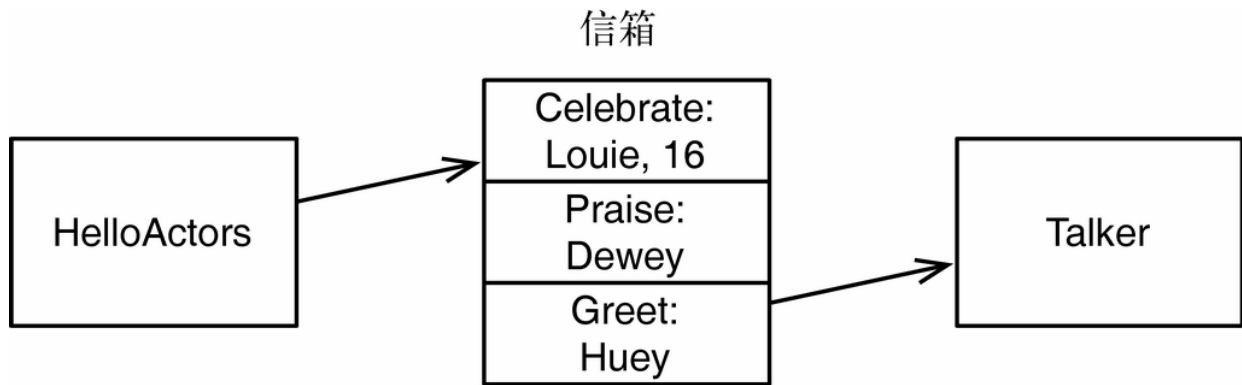 信箱
HelloActors
Celebrate:
Louie, 16
Praise:
Dewey
Greet:
Huey
Talker